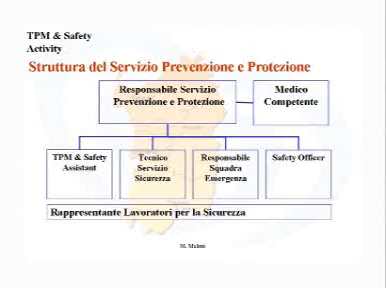 TPM & Safety
Activity
Struttura del Servizio Prevenzione e Protezione
Responsabile Servizio
Prevenzione e Protezione
Medico
Competente
TPM & Safety
Assistant
Tecnico
Servizio
Sicurezza
Responsabile
Squadra
Emergenza
Safety Officer
Rappresentante Lavoratori per la Sicurezza
M. Meloni